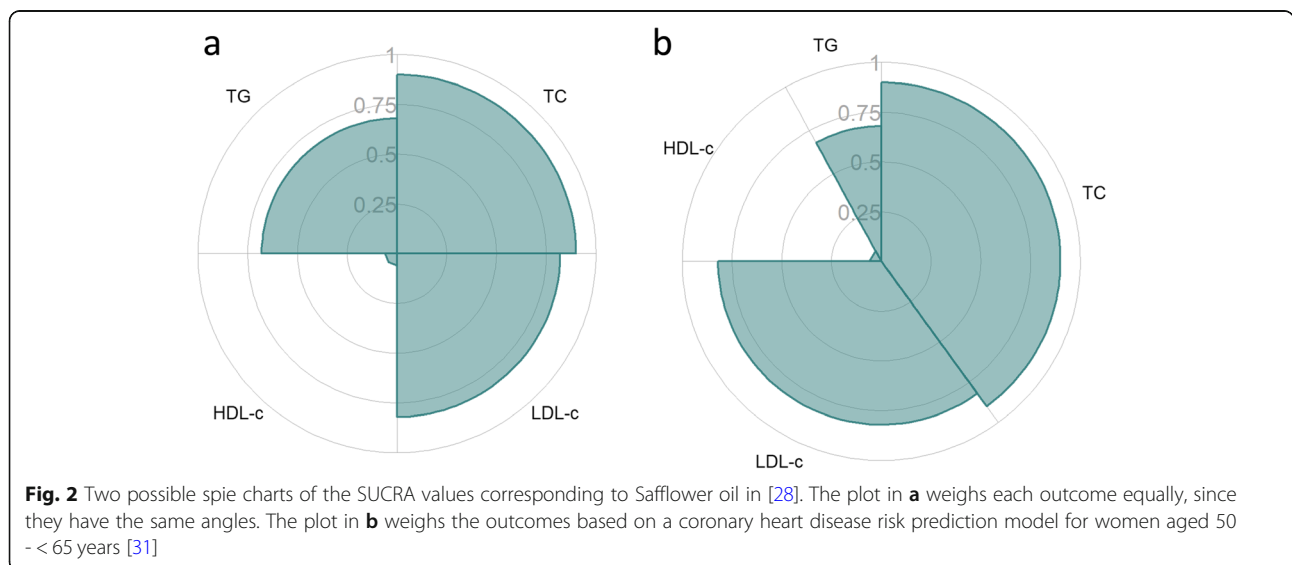 a
b
TG
1
TC
0.75
0.5
0.25
HDL-c
LDL-c
TG
1
HDL-c
0.75
0.5
TC
0.25
LDL-c
Fig. 2 Two possible spie charts of the SUCRA values corresponding to Safflower oil in [28]. The plot in a weighs each outcome equally, since
they have the same angles. The plot in b weighs the outcomes based on a coronary heart disease risk prediction model for women aged 50
- < 65 years [31]